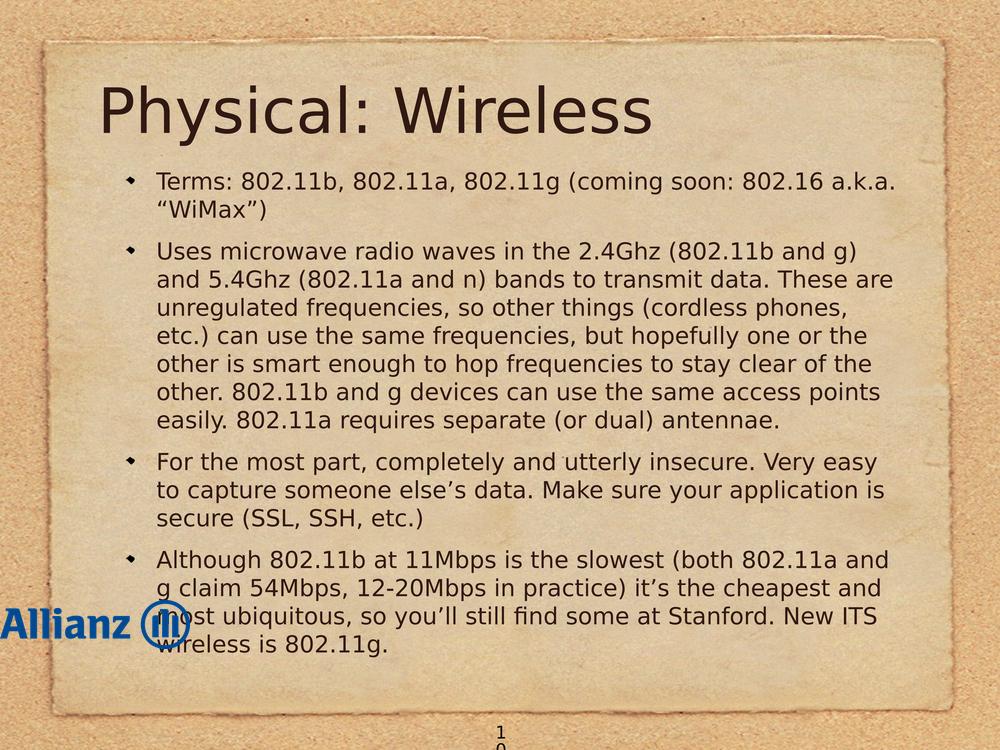 Physical: Wireless
Terms: 802.11b, 802.11a, 802.11g (coming soon: 802.16 a.k.a.
“WiMax”)
Uses microwave radio waves in the 2.4Ghz (802.11b and g)
and 5.4Ghz (802.11a and n) bands to transmit data. These are
unregulated frequencies, so other things (cordless phones,
etc.) can use the same frequencies, but hopefully one or the
other is smart enough to hop frequencies to stay clear of the
other. 802.11b and g devices can use the same access points
easily. 802.11a requires separate (or dual) antennae.
For the most part, completely and utterly insecure. Very easy
to capture someone else’s data. Make sure your application is
secure (SSL, SSH, etc.)
Although 802.11b at 11Mbps is the slowest (both 802.11a and
g claim 54Mbps, 12-20Mbps in practice) it’s the cheapest and
most ubiquitous, so you’ll still find some at Stanford. New ITS
wireless is 802.11g.
Allianz
1
0